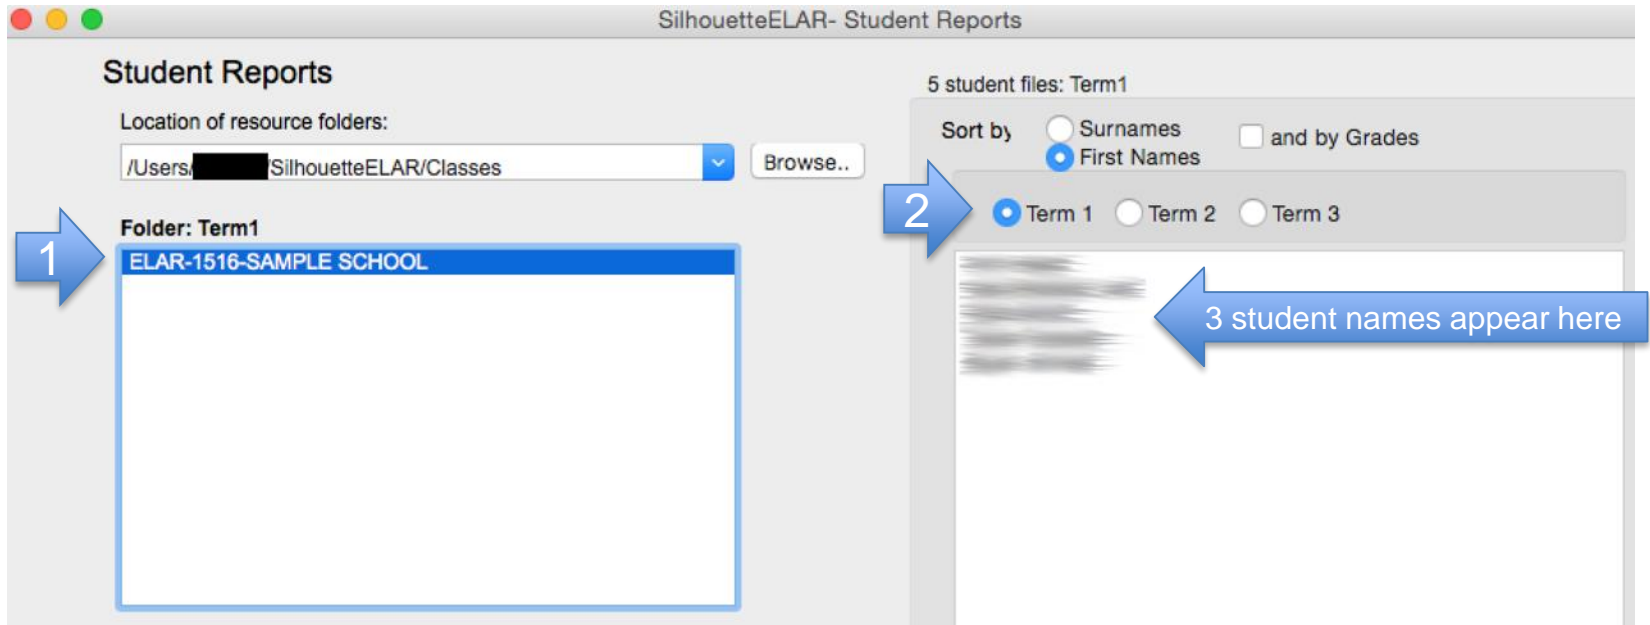 SilhouetteELAR- Student Reports
Student Reports
Location of resource folders:
/Users/ /SilhouetteELAR/Classes
Browse..
Folder: Term1
1
ELAR-1516-SAMPLE SCHOOL
5 student files: Term1
Sort by
Surnames
First Names
and by Grades
2
Term 1 Term 2 Term 3
3 student names appear here